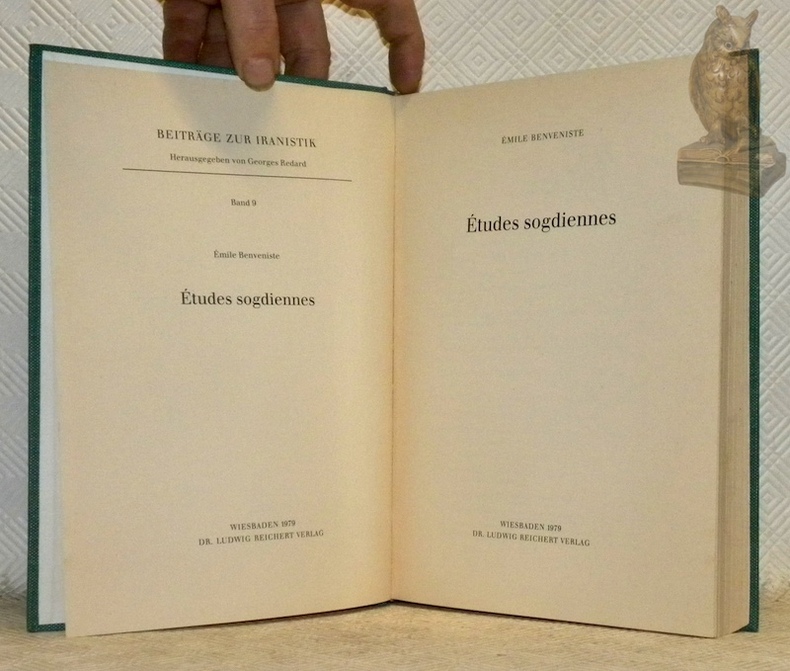 BEITRÄGE ZUR IRANISTIK
Herausgegeben von Georges Redard
Band 9
Émile Benveniste
Études sogdiennes
WIESBADEN 1979
DR. LUDWIG REICHERT VERLAG
ÉMILE BENVENISTE
Études sogdiennes
WIESBADEN 1979
DR. LUDWIG REICHERT VERLAG